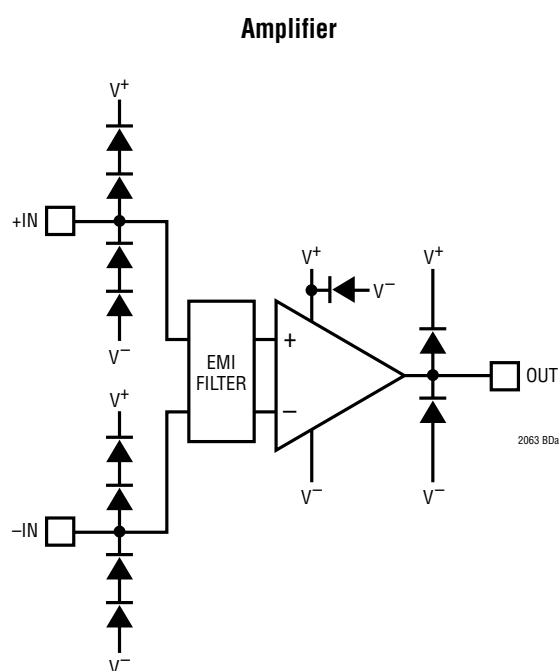 Amplifier
V⁺
+IN
V⁻
V⁺
V⁻
V⁺
EMI
FILTER
+
−
OUT
V⁺
2063 BDa
V⁻
V⁻
−IN
V⁻